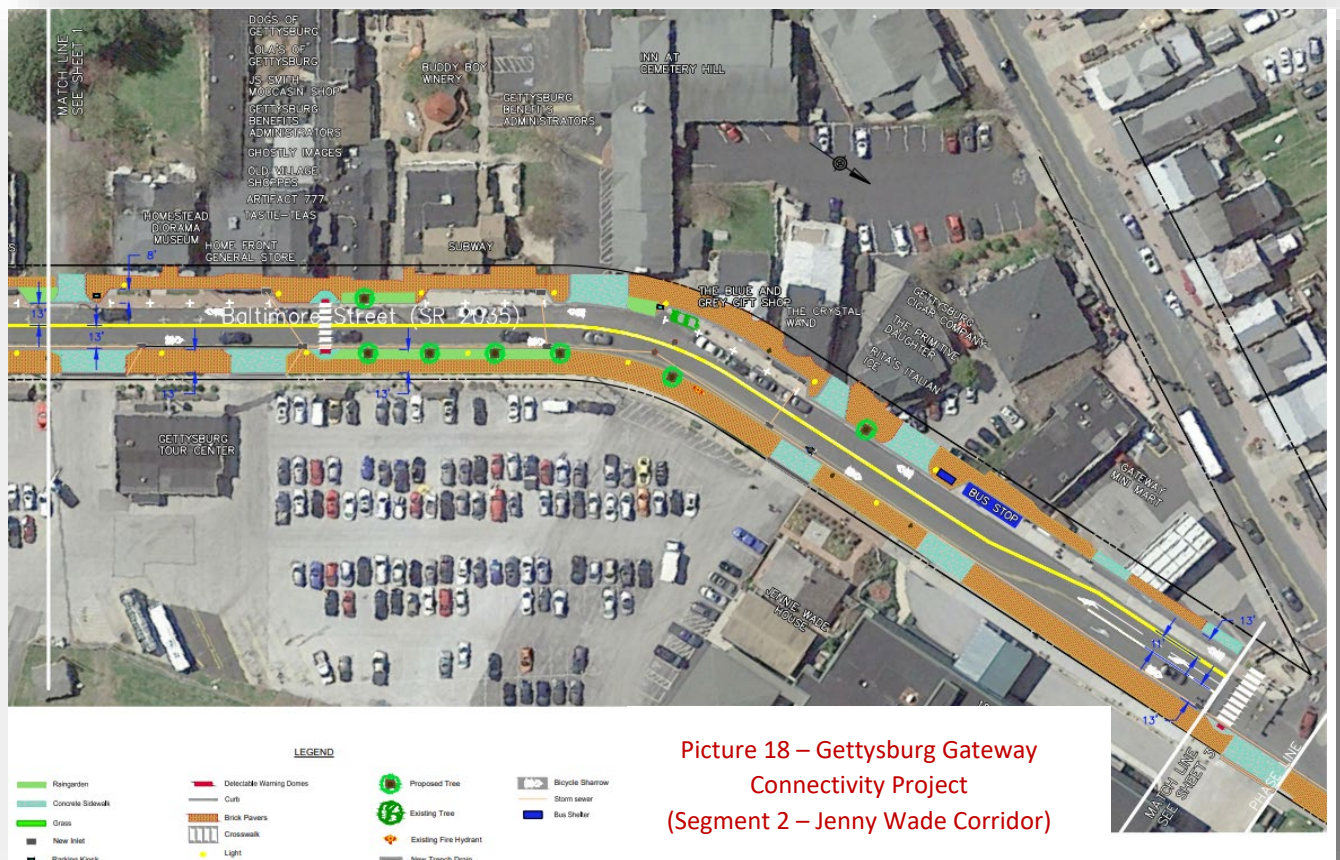 MATCH LINE
SEE SHEET 1
DOGS OF
GETTYSBURG
LOLA'S OF
GETTYSBURG
JS SMITH
MOCCASIN SHOP
GETTYSBURG
BENEFITS
ADMINISTRATORS
GHOSTLY IMAGES
OLD VILLAGE
SHOPPES
ARTIFACT 777
TASTIE-TEAS
BUDDY BOY
WINERY
GETTYSBURG
BENEFITS
ADMINISTRATORS
INN AT
CEMETERY HILL
HOMESTEAD
DIORAMA
MUSEUM
HOME FRONT
GENERAL STORE
SUBWAY
8'
13'
13'
Baltimore Street (SR 2035)
THE BLUE AND
GREY GIFT SHOP
THE CRYSTAL
WAND
GETTYSBURG
CIGAR COMPANY
THE PRIMITIVE
DAUGHTER
RITA'S ITALIAN
ICE
13'
13'
GETTYSBURG
TOUR CENTER
BUS STOP
GATEWAY
MINI MART
JENNIE WADE
HOUSE
11'
13'
13'
MATCH LINE
SEE SHEET 3
PHASE LINE
LEGEND
Raingarden
Concrete Sidewalk
Grass
New Inlet
Parking Kiosk
Detectable Warning Domes
Curb
Brick Pavers
Crosswalk
Light
Proposed Tree
Existing Tree
Existing Fire Hydrant
New Trench Drain
Bicycle Sharrow
Storm sewer
Bus Shelter
Picture 18 – Gettysburg Gateway
Connectivity Project
(Segment 2 – Jenny Wade Corridor)